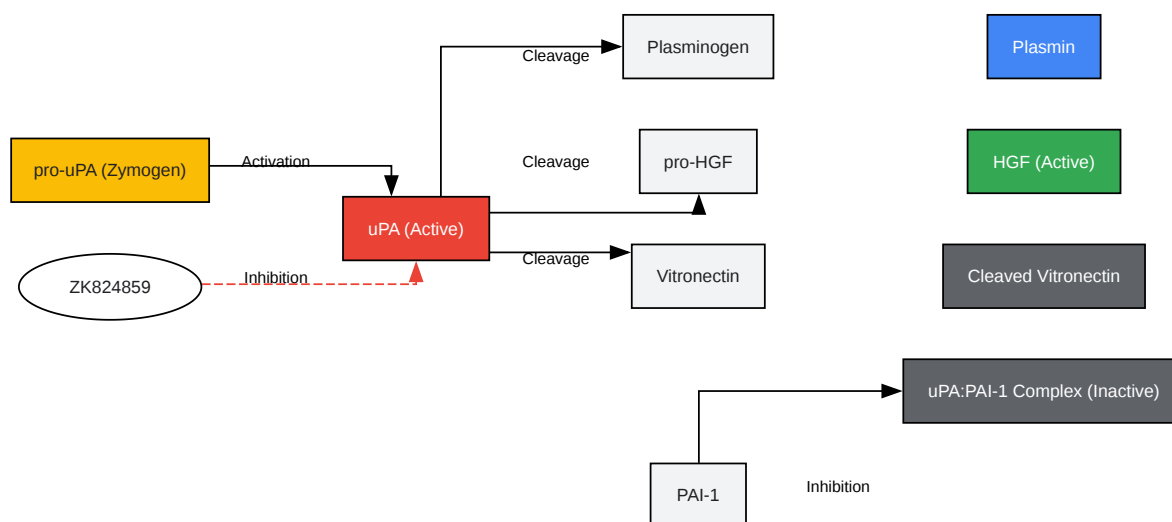 Cleavage
Plasminogen
Plasmin
pro-uPA (Zymogen)
Activation
Cleavage
pro-HGF
HGF (Active)
uPA (Active)
ZK824859
Inhibition
Cleavage
Vitronectin
Cleaved Vitronectin
uPA:PAI-1 Complex (Inactive)
PAI-1
Inhibition